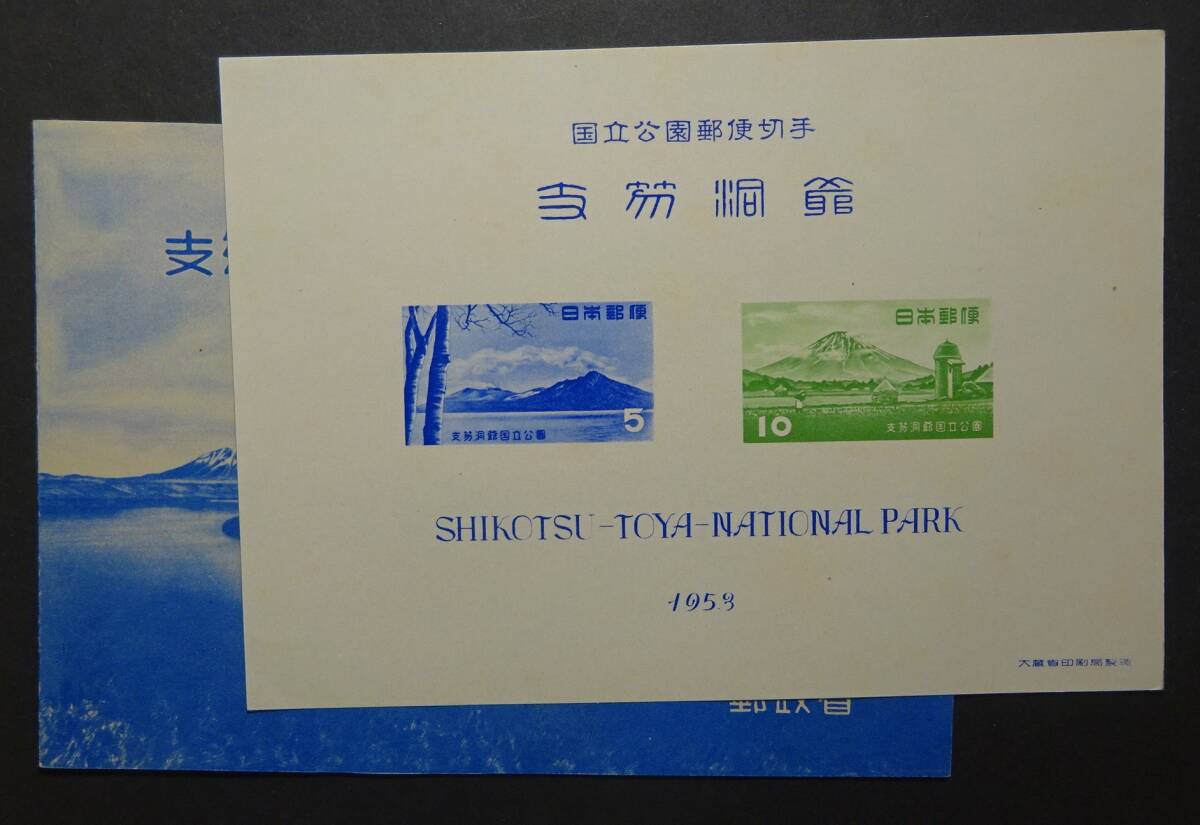 国立公園郵便切手
支笏洞爺
日本郵便
5
支笏洞爺国立公園
日本郵便
10
支笏洞爺国立公園
SHIKOTSU-TOYA-NATIONAL PARK
1953
大蔵省印刷局製造
支
郵政省